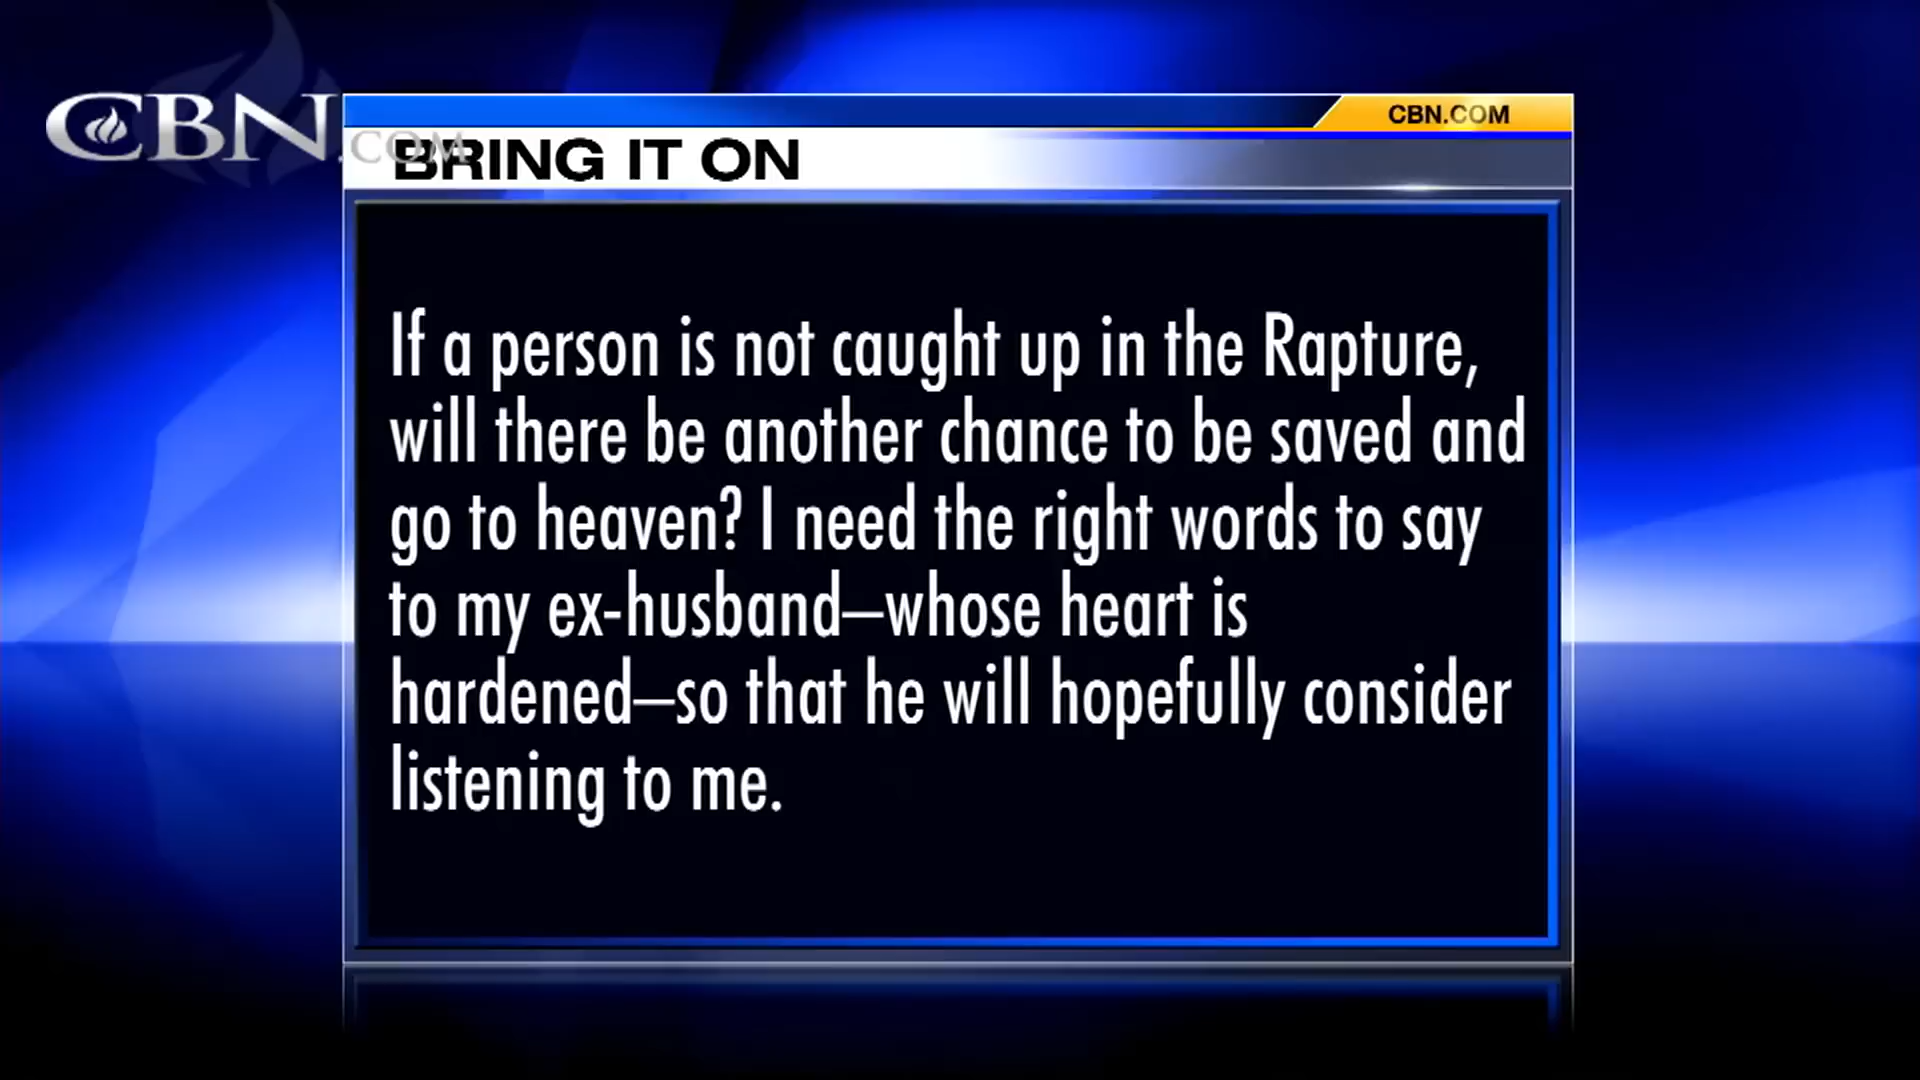 CBN.COM
CBN.COM
BRING IT ON
If a person is not caught up in the Rapture,
will there be another chance to be saved and
go to heaven? I need the right words to say
to my ex-husband—whose heart is
hardened—so that he will hopefully consider
listening to me.